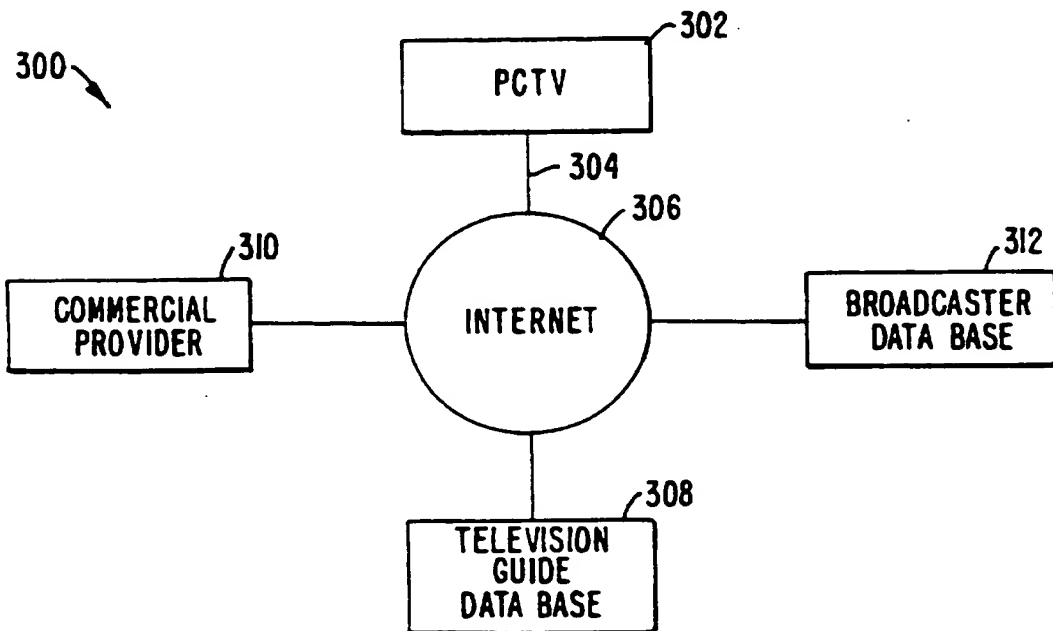 302
300
PCTV
304
306
310
312
COMMERCIAL
PROVIDER
INTERNET
BROADCASTER
DATA BASE
308
TELEVISION
GUIDE
DATA BASE